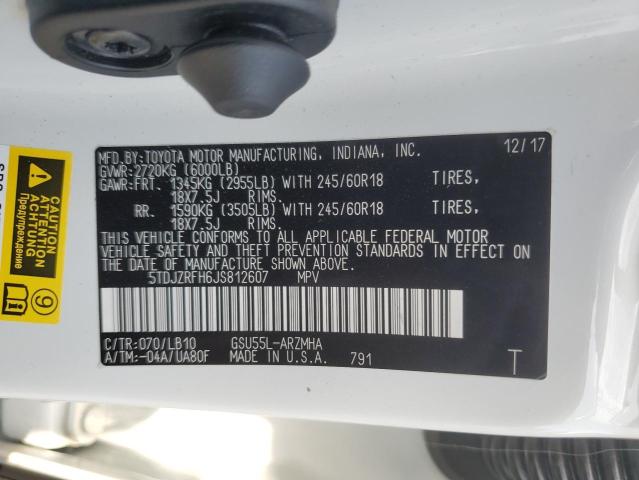 MFD.BY:TOYOTA MOTOR MANUFACTURING, INDIANA, INC. 12/17
GVWR:2720KG (6000LB)
GAWR:FRT. 1345KG (2955LB) WITH 245/60R18 TIRES,
18X7.5J RIMS.
RR. 1590KG (3505LB) WITH 245/60R18 TIRES,
18X7.5J RIMS.
THIS VEHICLE CONFORMS TO ALL APPLICABLE FEDERAL MOTOR
VEHICLE SAFETY AND THEFT PREVENTION STANDARDS IN EFFECT ON
THE DATE OF MANUFACTURE SHOWN ABOVE.
5TDJZRFH6JS812607 MPV
C/TR:070/LB10 GSU55L-ARZMHA
A/TM:-04A/UA80F MADE IN U.S.A. 791
T
CAUTION
ATTENTION
ACHTUNG
Предупреждение
9